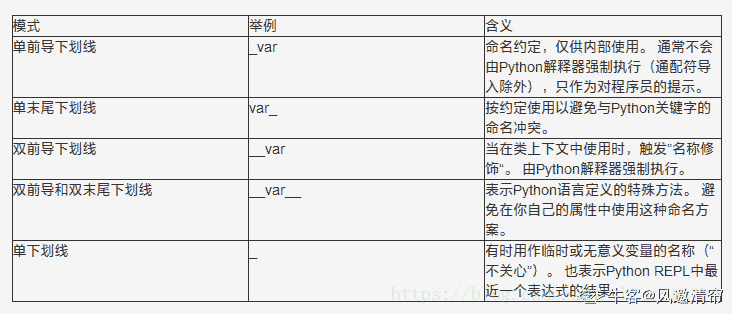 模式 举例 含义
单前导下划线 _var 命名约定，仅供内部使用。 通常不会
由Python解释器强制执行（通配符导
入除外），只作为对程序员的提示。
单末尾下划线 var_ 按约定使用以避免与Python关键字的
命名冲突。
双前导下划线 __var 当在类上下文中使用时，触发”名称修
饰“。 由Python解释器强制执行。
双前导和双末尾下划线 __var__ 表示Python语言定义的特殊方法。 避
免在你自己的属性中使用这种命名方
案。
单下划线 _ 有时用作临时或无意义变量的名称（“
不关心”）。 也表示Python REPL中最
近一个表达式的结果
https://b
牛客@风邀清帘